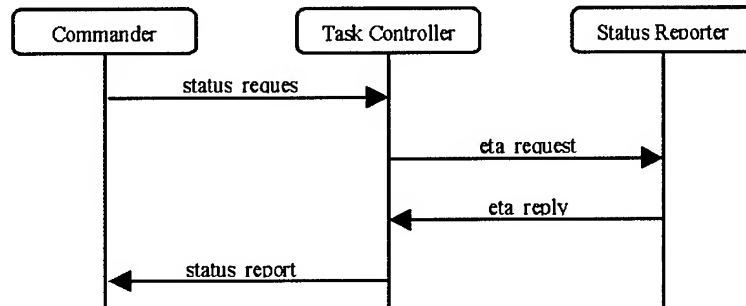 Commander
Task Controller
Status Reporter
status reques
eta request
eta reply
status report